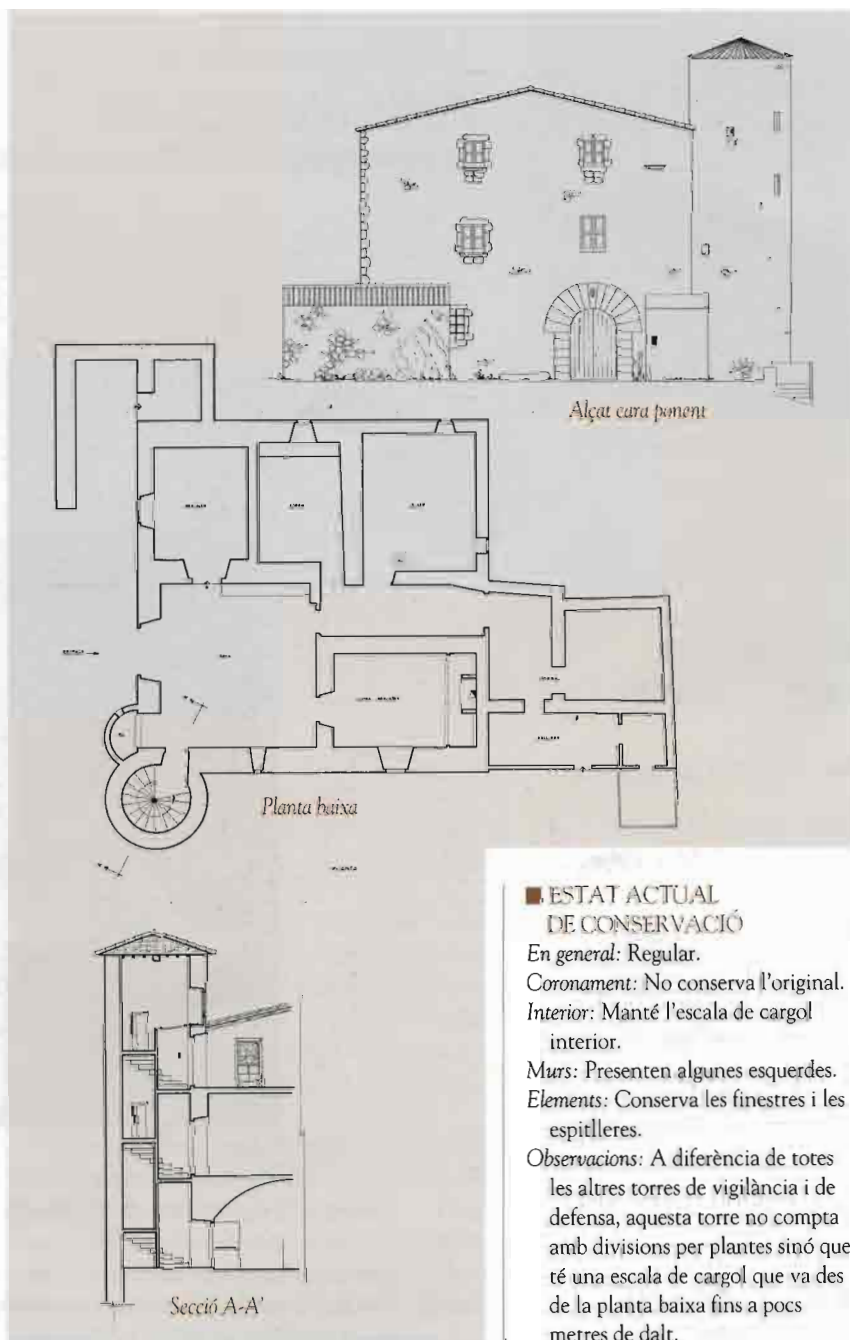 Alçat cara ponent
Planta baixa
Secció A-A'
ESTAT ACTUAL
DE CONSERVACIÓ
En general: Regular.
Coronament: No conserva l'original.
Interior: Manté l'escala de cargol
interior.
Murs: Presenten algunes esquerdes.
Elements: Conserva les finestres i les
espitlleres.
Observacions: A diferència de totes
les altres torres de vigilància i de
defensa, aquesta torre no compta
amb divisions per plantes sinó que
té una escala de cargol que va des
de la planta baixa fins a pocs
metres de dalt.